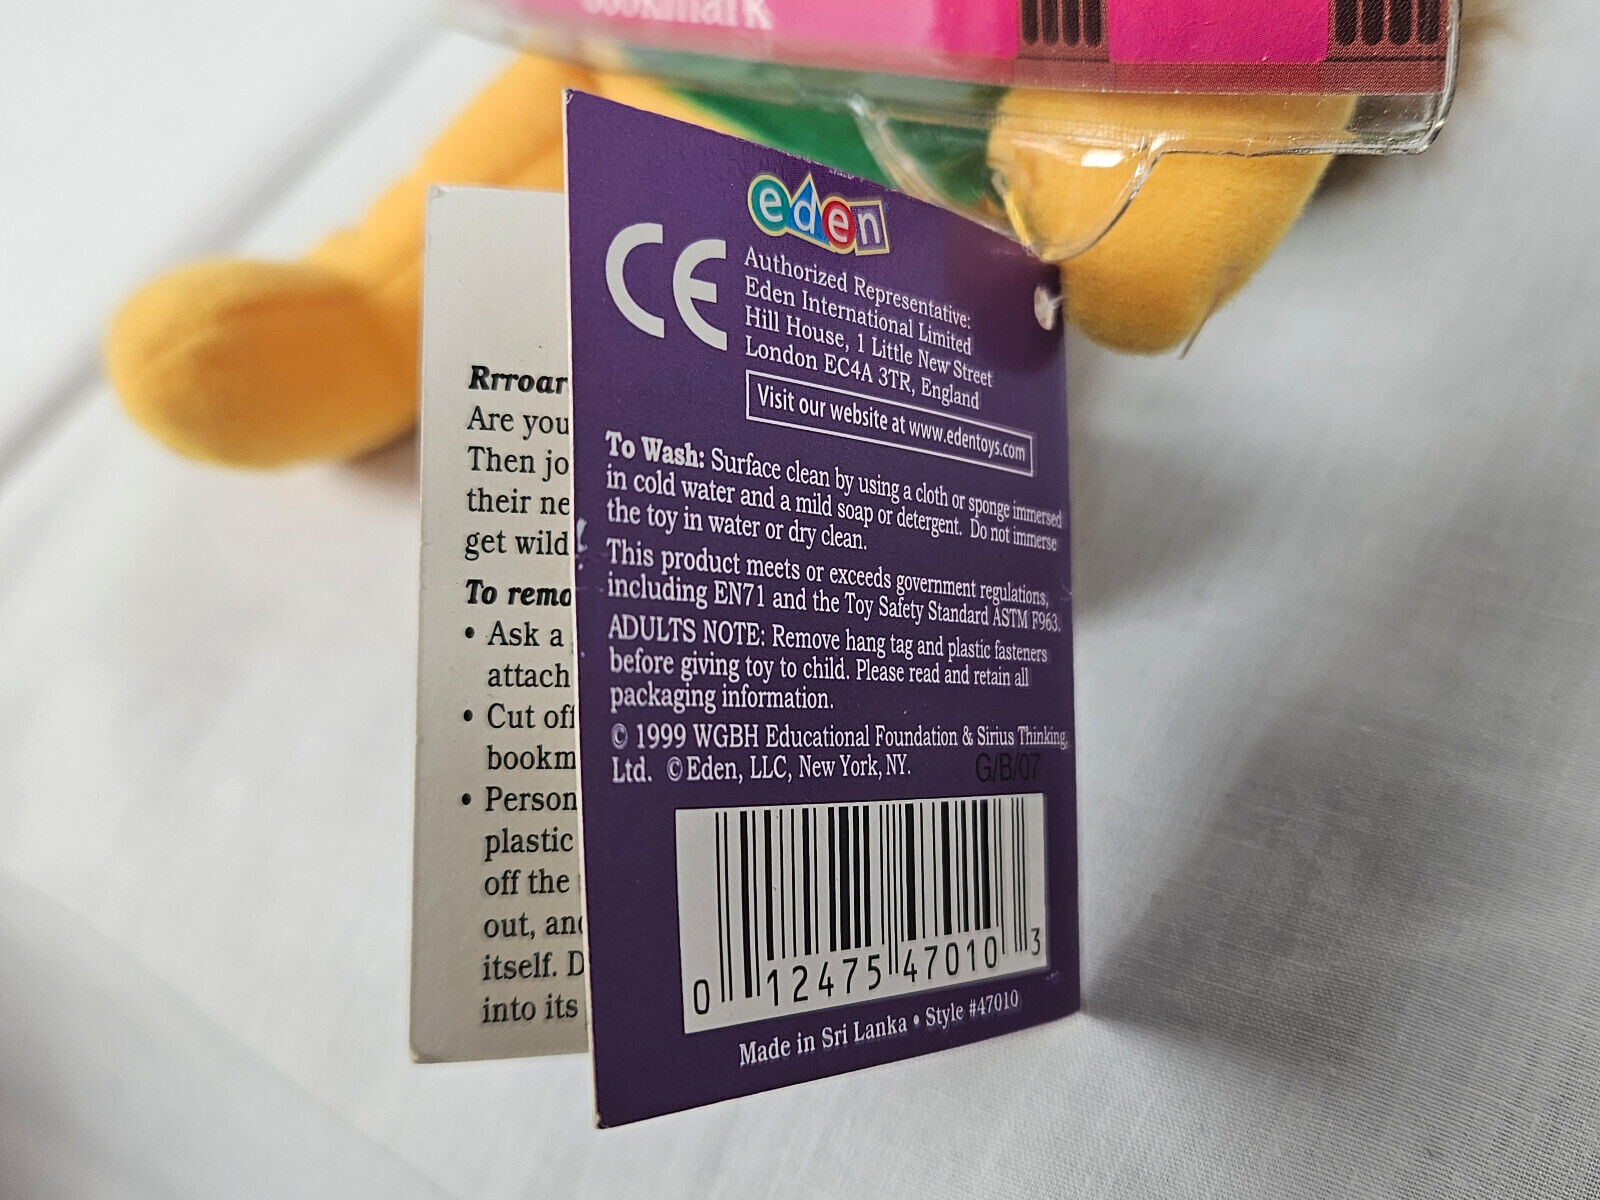 bookmark
eden
CE
Authorized Representative:
Eden International Limited
Hill House, 1 Little New Street
London EC4A 3TR, England
Visit our website at www.edentoys.com
To Wash: Surface clean by using a cloth or sponge immersed
in cold water and a mild soap or detergent. Do not immerse
the toy in water or dry clean.
This product meets or exceeds government regulations,
including EN71 and the Toy Safety Standard ASTM F963.
ADULTS NOTE: Remove hang tag and plastic fasteners
before giving toy to child. Please read and retain all
packaging information.
© 1999 WGBH Educational Foundation & Sirius Thinking,
Ltd. © Eden, LLC, New York, NY.
G/B/07
0 12475 47010 3
Made in Sri Lanka • Style #47010
Rrroar
Are you
Then jo
their ne
get wild
To remo
• Ask a
attach
• Cut off
bookm
• Person
plastic
off the
out, and
itself. D
into its